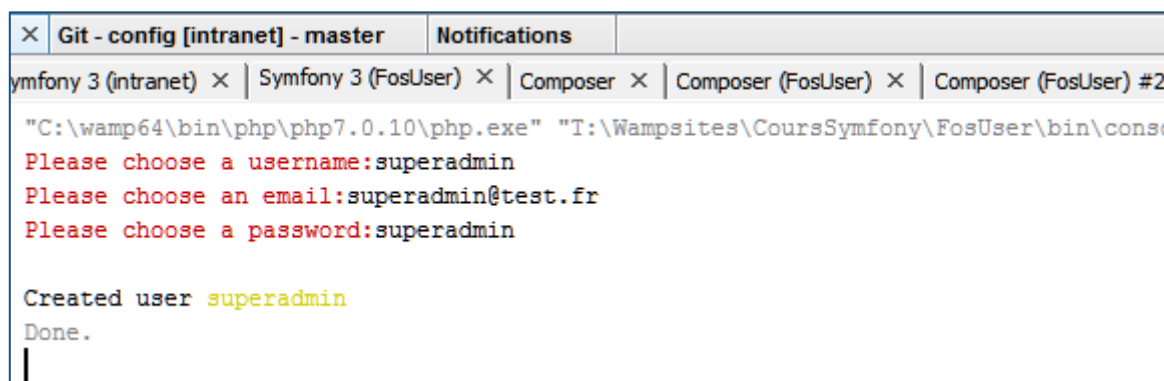 × Git - config [intranet] - master Notifications
ymfony 3 (intranet) × Symfony 3 (FosUser) × Composer × Composer (FosUser) × Composer (FosUser) #2
"C:\wamp64\bin\php\php7.0.10\php.exe" "T:\Wampsites\CoursSymfony\FosUser\bin\conso
Please choose a username:superadmin
Please choose an email:superadmin@test.fr
Please choose a password:superadmin
Created user superadmin
Done.